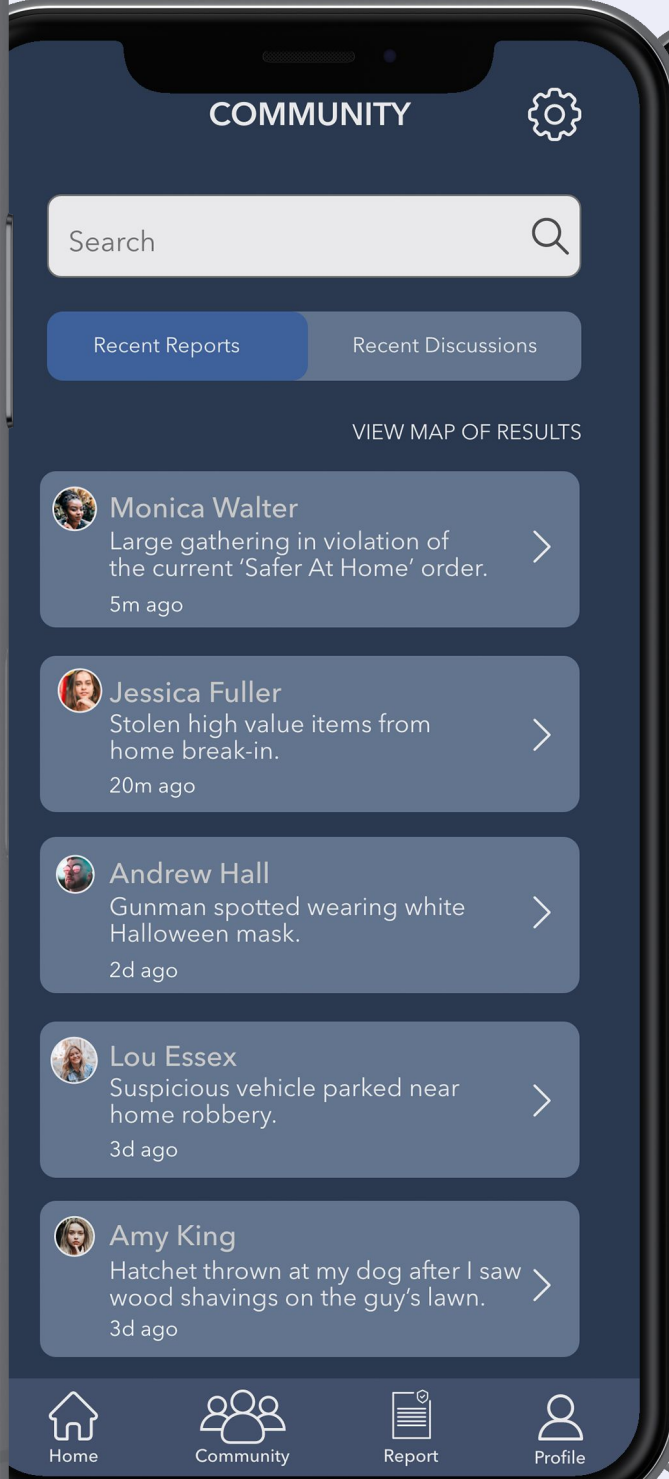 COMMUNITY
Search
Recent Reports
Recent Discussions
VIEW MAP OF RESULTS
Monica Walter
Large gathering in violation of
the current ‘Safer At Home’ order.
5m ago
Jessica Fuller
Stolen high value items from
home break-in.
20m ago
Andrew Hall
Gunman spotted wearing white
Halloween mask.
2d ago
Lou Essex
Suspicious vehicle parked near
home robbery.
3d ago
Amy King
Hatchet thrown at my dog after I saw
wood shavings on the guy’s lawn.
3d ago
Home
Community
Report
Profile